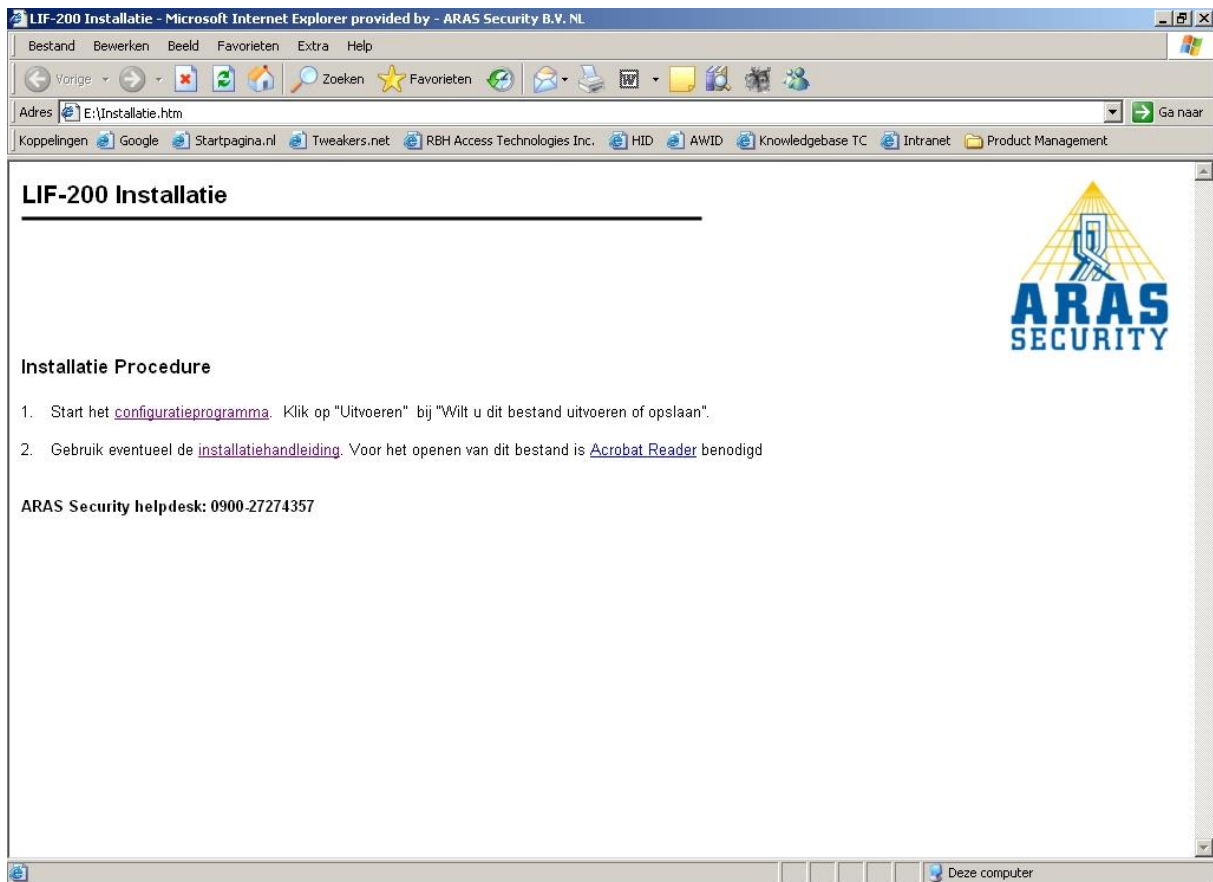 LIF-200 Installatie - Microsoft Internet Explorer provided by - ARAS Security B.V. NL
Bestand Bewerken Beeld Favorieten Extra Help
Vorige Zoeken Favorieten
Adres E:\Installatie.htm Ga naar
Koppelingen Google Startpagina.nl Tweakers.net RBH Access Technologies Inc. HID AWID Knowledgebase TC Intranet Product Management
LIF-200 Installatie
ARAS
SECURITY
Installatie Procedure
1. Start het configuratieprogramma. Klik op "Uitvoeren" bij "Wilt u dit bestand uitvoeren of opslaan".
2. Gebruik eventueel de installatiehandleiding. Voor het openen van dit bestand is Acrobat Reader benodigd
ARAS Security helpdesk: 0900-27274357
Deze computer